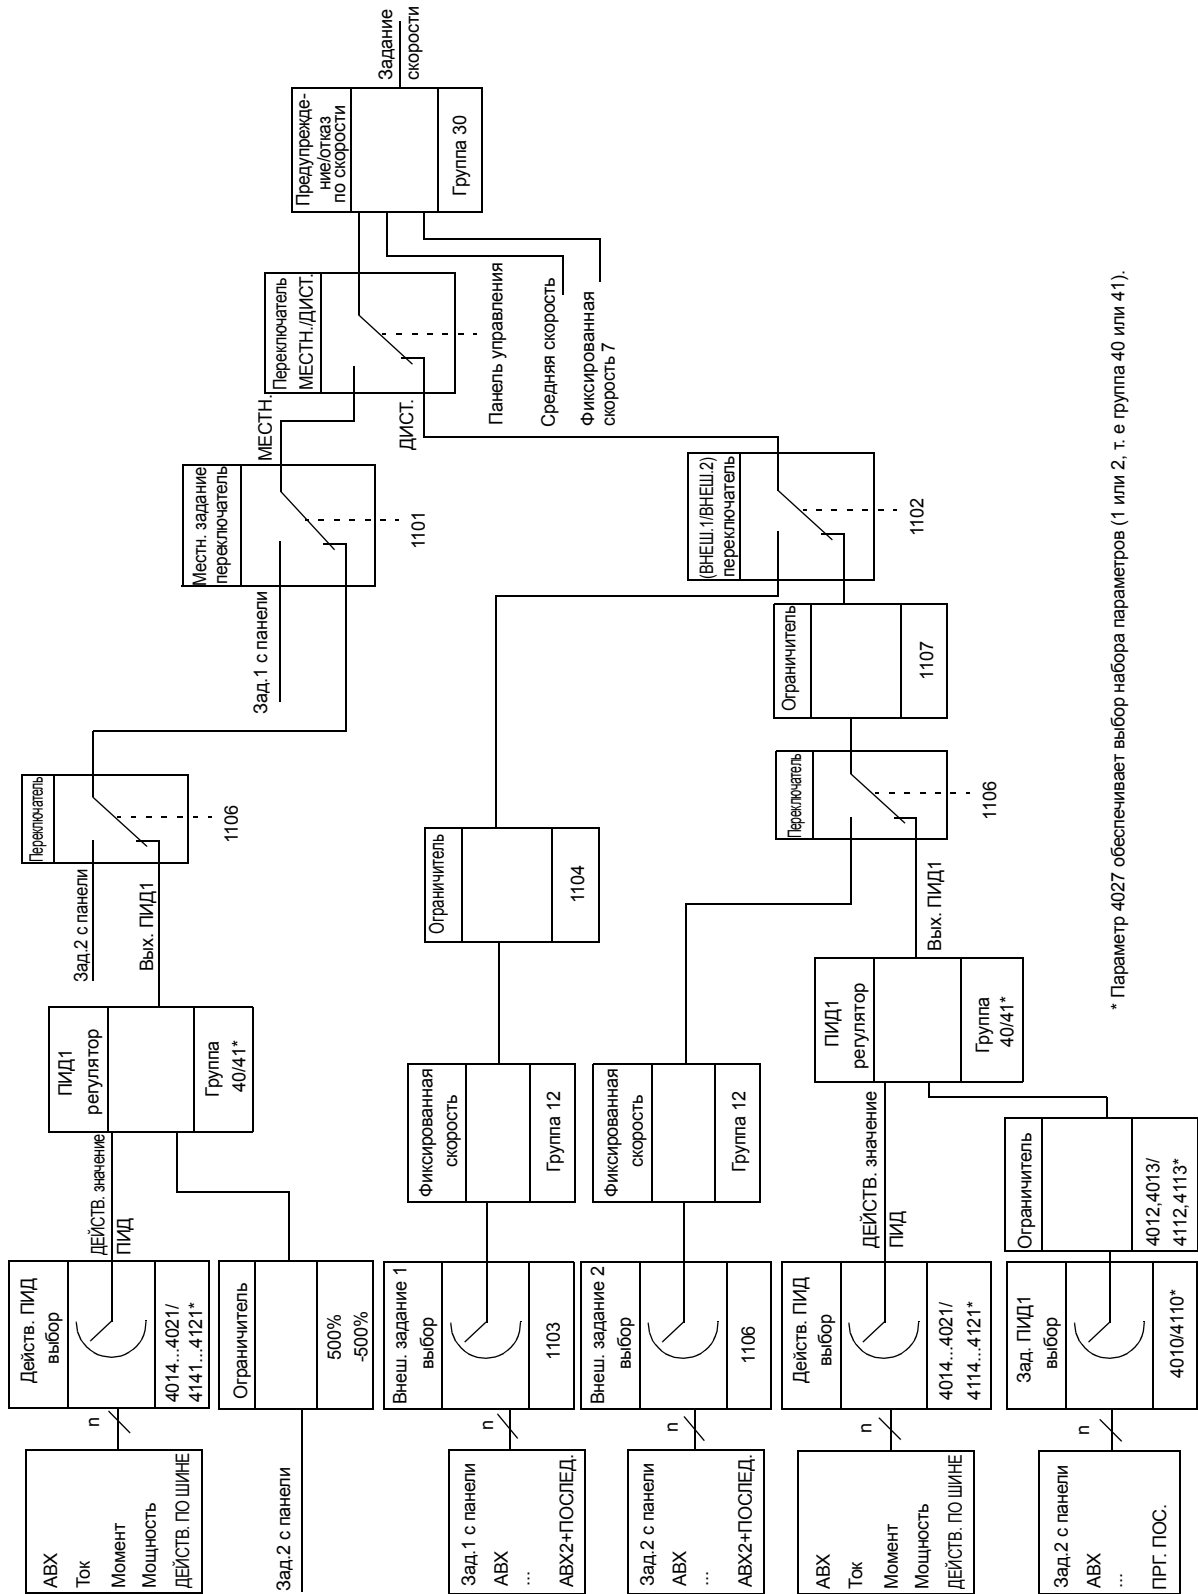 АВХ
Ток
Момент
Мощность
ДЕЙСТВ. ПО ШИНЕ
n
Действ. ПИД
выбор
4014...4021/
4141...4121*
ДЕЙСТВ. значение
ПИД
ПИД1
регулятор
Группа
40/41*
Зад.2 с панели
Вых. ПИД1
Переключатель
1106
Зад.2 с панели
Ограничитель
500%
-500%
Зад.1 с панели
Местн. задание
переключатель
1101
МЕСТН.
ДИСТ.
Переключатель
МЕСТН./ДИСТ.
Панель управления
Средняя скорость
Фиксированная
скорость 7
Предупрежде-
ние/отказ
по скорости
Группа 30
Задание
скорости
Зад.1 с панели
АВХ
...
АВХ2+ПОСЛЕД.
n
Внеш. задание 1
выбор
1103
Фиксированная
скорость
Группа 12
Ограничитель
1104
Зад.2 с панели
АВХ
...
АВХ2+ПОСЛЕД.
n
Внеш. задание 2
выбор
1106
Фиксированная
скорость
Группа 12
Переключатель
1106
Ограничитель
1107
(ВНЕШ.1/ВНЕШ.2)
переключатель
1102
АВХ
Ток
Момент
Мощность
ДЕЙСТВ. ПО ШИНЕ
n
Действ. ПИД
выбор
4014...4021/
4114...4121*
ДЕЙСТВ. значение
ПИД
ПИД1
регулятор
Группа
40/41*
Вых. ПИД1
Зад.2 с панели
АВХ
...
ПРГ. ПОС.
n
Зад. ПИД1
выбор
4010/4110*
Ограничитель
4012,4013/
4112,4113*
* Параметр 4027 обеспечивает выбор набора параметров (1 или 2, т. е группа 40 или 41).